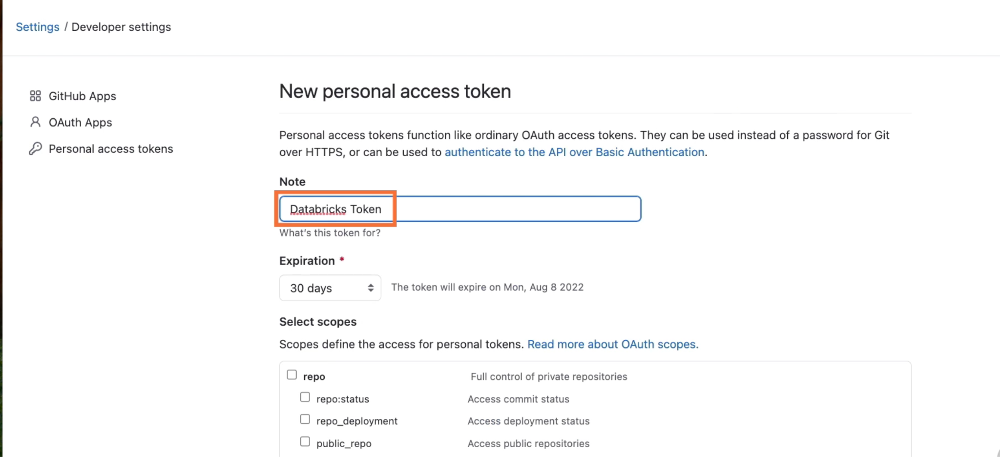 Settings / Developer settings
GitHub Apps
OAuth Apps
Personal access tokens
New personal access token
Personal access tokens function like ordinary OAuth access tokens. They can be used instead of a password for Git
over HTTPS, or can be used to authenticate to the API over Basic Authentication.
Note
Databricks Token
What's this token for?
Expiration *
30 days The token will expire on Mon, Aug 8 2022
Select scopes
Scopes define the access for personal tokens. Read more about OAuth scopes.
repo Full control of private repositories
repo:status Access commit status
repo_deployment Access deployment status
public_repo Access public repositories